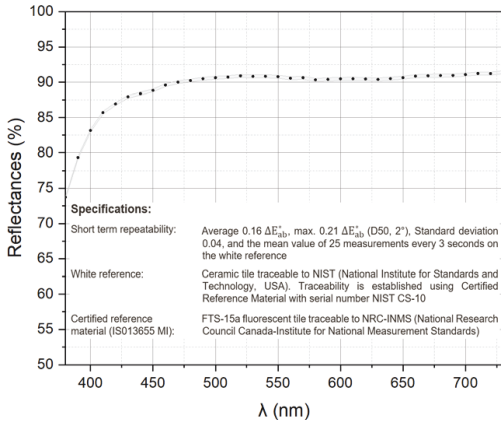 100
95
90
85
80
75
70
65
60
55
50
Reflectances (%)
Specifications:
Short term repeatability:
Average 0.16 ΔE*ab, max. 0.21 ΔE*ab (D50, 2°), Standard deviation
0.04, and the mean value of 25 measurements every 3 seconds on
the white reference
White reference:
Ceramic tile traceable to NIST (National Institute for Standards and
Technology, USA). Traceability is established using Certified
Reference Material with serial number NIST CS-10
Certified reference
material (IS013655 MI):
FTS-15a fluorescent tile traceable to NRC-INMS (National Research
Council Canada-Institute for National Measurement Standards)
400 450 500 550 600 650 700
λ (nm)